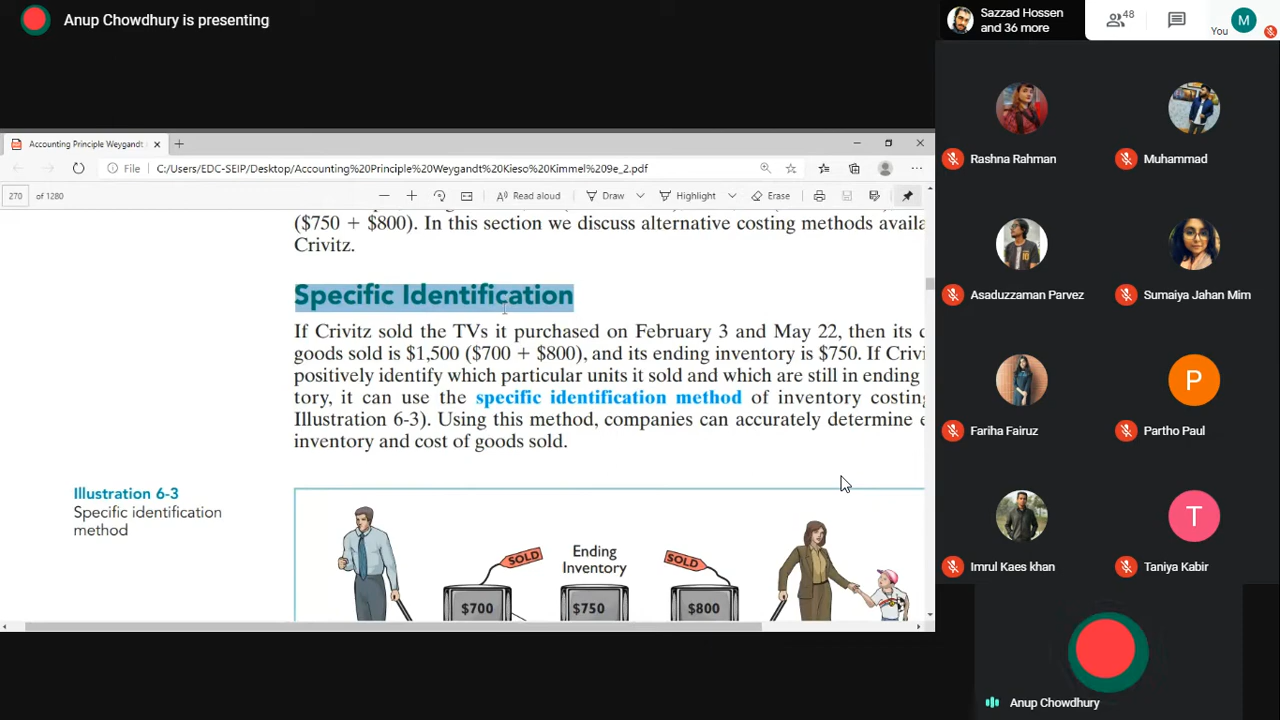 Anup Chowdhury is presenting
Sazzad Hossen
and 36 more
48
You
M
Accounting Principle Weygandt
File
C:/Users/EDC-SEIP/Desktop/Accounting%20Principle%20Weygandt%20Kieso%20Kimmel%209e_2.pdf
270 of 1280
Read aloud
Draw
Highlight
Erase
($750 + $800). In this section we discuss alternative costing methods availa
Crivitz.
Specific Identification
If Crivitz sold the TVs it purchased on February 3 and May 22, then its c
goods sold is $1,500 ($700 + $800), and its ending inventory is $750. If Crivi
positively identify which particular units it sold and which are still in ending
tory, it can use the specific identification method of inventory costing
Illustration 6-3). Using this method, companies can accurately determine e
inventory and cost of goods sold.
Illustration 6-3
Specific identification
method
SOLD
Ending
Inventory
SOLD
$700
$750
$800
Rashna Rahman
Muhammad
Asaduzzaman Parvez
Sumaiya Jahan Mim
P
Fariha Fairuz
Partho Paul
T
Imrul Kaes khan
Taniya Kabir
Anup Chowdhury